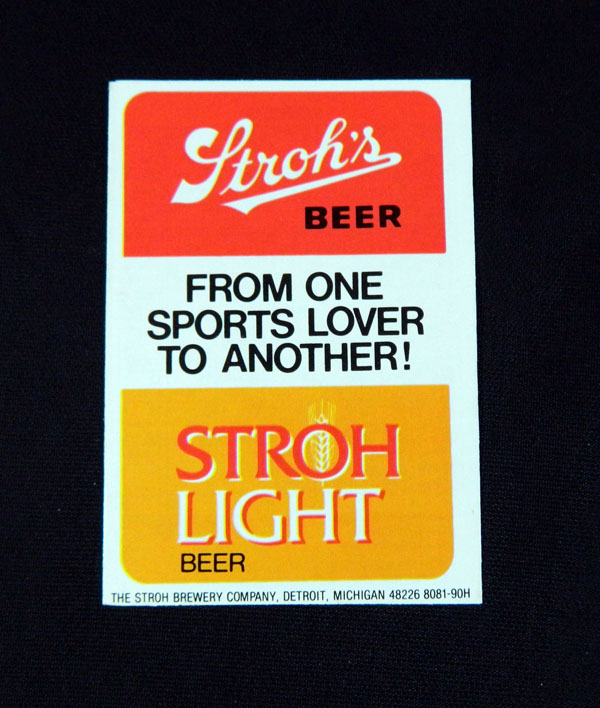 Stroh's
BEER
FROM ONE
SPORTS LOVER
TO ANOTHER!
STROH
LIGHT
BEER
THE STROH BREWERY COMPANY, DETROIT, MICHIGAN 48226 8081-90H